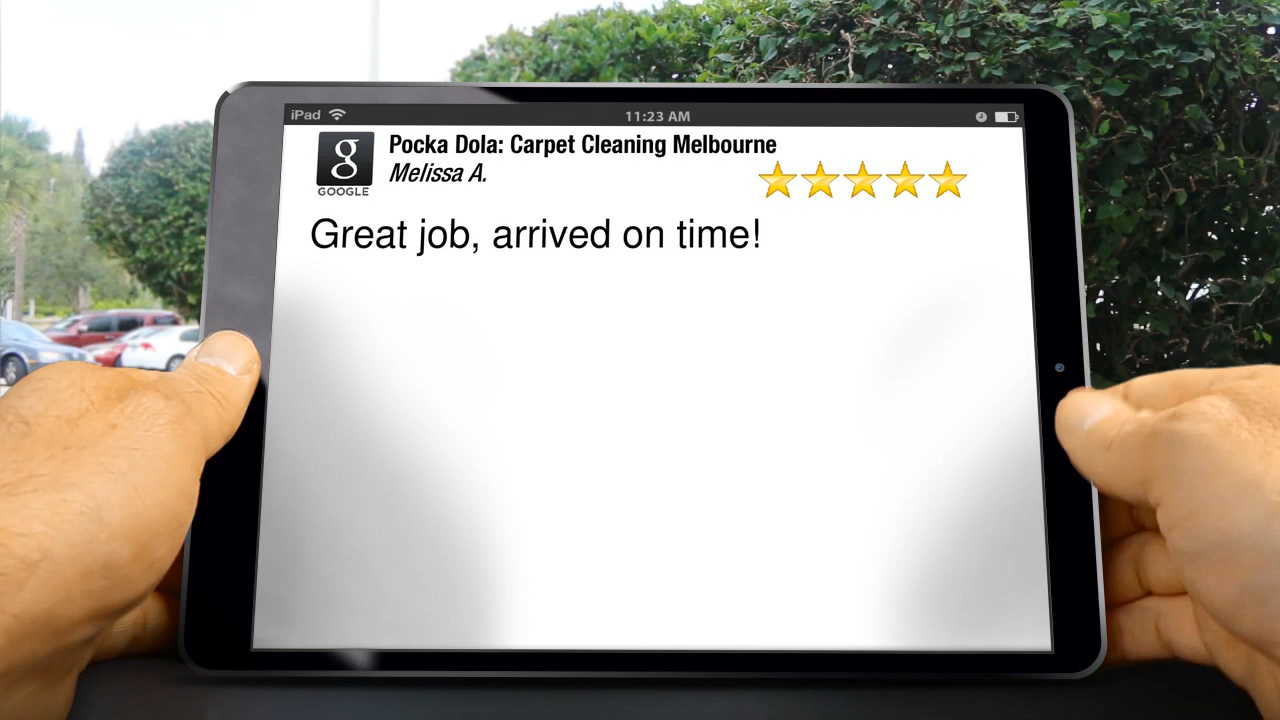 iPad 11:23 AM
g
GOOGLE
Pocka Dola: Carpet Cleaning Melbourne
Melissa A.
Great job, arrived on time!